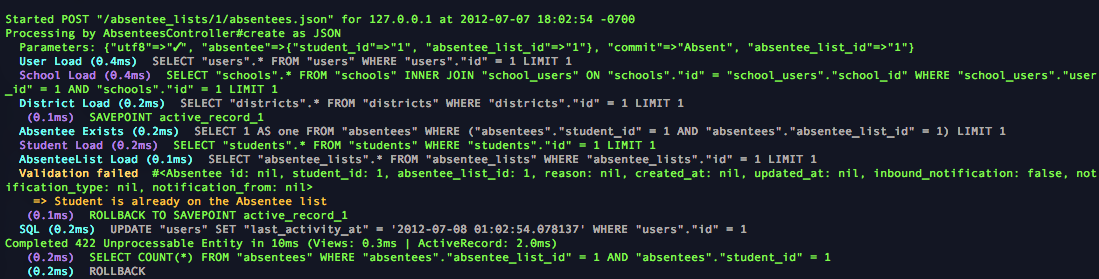 Started POST "/absentee_lists/1/absentees.json" for 127.0.0.1 at 2012-07-07 18:02:54 -0700
Processing by AbsenteesController#create as JSON
Parameters: {"utf8"=>"✓", "absentee"=>{"student_id"=>"1", "absentee_list_id"=>"1"}, "commit"=>"Absent", "absentee_list_id"=>"1"}
User Load (0.4ms) SELECT "users".* FROM "users" WHERE "users"."id" = 1 LIMIT 1
School Load (0.4ms) SELECT "schools".* FROM "schools" INNER JOIN "school_users" ON "schools"."id" = "school_users"."school_id" WHERE "school_users"."user
_id" = 1 AND "schools"."id" = 1 LIMIT 1
District Load (0.2ms) SELECT "districts".* FROM "districts" WHERE "districts"."id" = 1 LIMIT 1
(0.1ms) SAVEPOINT active_record_1
Absentee Exists (0.2ms) SELECT 1 AS one FROM "absentees" WHERE ("absentees"."student_id" = 1 AND "absentees"."absentee_list_id" = 1) LIMIT 1
Student Load (0.2ms) SELECT "students".* FROM "students" WHERE "students"."id" = 1 LIMIT 1
AbsenteeList Load (0.1ms) SELECT "absentee_lists".* FROM "absentee_lists" WHERE "absentee_lists"."id" = 1 LIMIT 1
Validation failed #<Absentee id: nil, student_id: 1, absentee_list_id: 1, reason: nil, created_at: nil, updated_at: nil, inbound_notification: false, not
ification_type: nil, notification_from: nil>
=> Student is already on the Absentee list
(0.1ms) ROLLBACK TO SAVEPOINT active_record_1
SQL (0.2ms) UPDATE "users" SET "last_activity_at" = '2012-07-08 01:02:54.078137' WHERE "users"."id" = 1
Completed 422 Unprocessable Entity in 10ms (Views: 0.3ms | ActiveRecord: 2.0ms)
(0.2ms) SELECT COUNT(*) FROM "absentees" WHERE "absentees"."absentee_list_id" = 1 AND "absentees"."student_id" = 1
(0.2ms) ROLLBACK